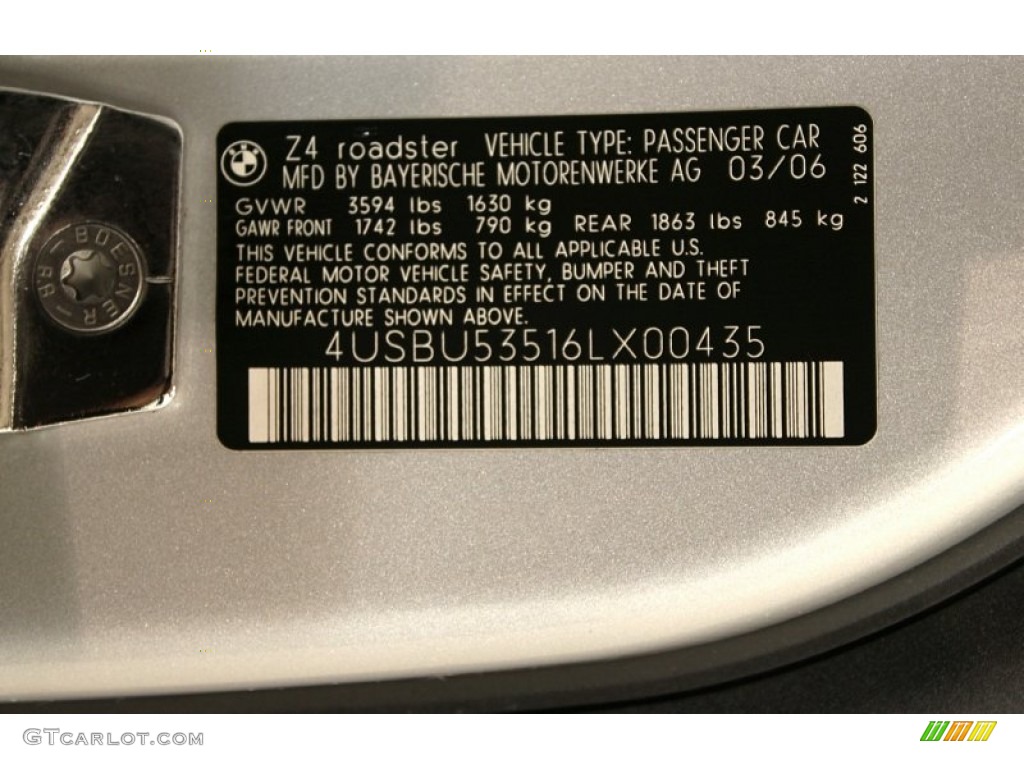 Z4 roadster VEHICLE TYPE: PASSENGER CAR
MFD BY BAYERISCHE MOTORENWERKE AG 03/06
2 122 606
GVWR 3594 lbs 1630 kg
GAWR FRONT 1742 lbs 790 kg REAR 1863 lbs 845 kg
THIS VEHICLE CONFORMS TO ALL APPLICABLE U.S.
FEDERAL MOTOR VEHICLE SAFETY, BUMPER AND THEFT
PREVENTION STANDARDS IN EFFECT ON THE DATE OF
MANUFACTURE SHOWN ABOVE.
4USBU53516LX00435
BOESNER
8.8
GTCARLOT.COM